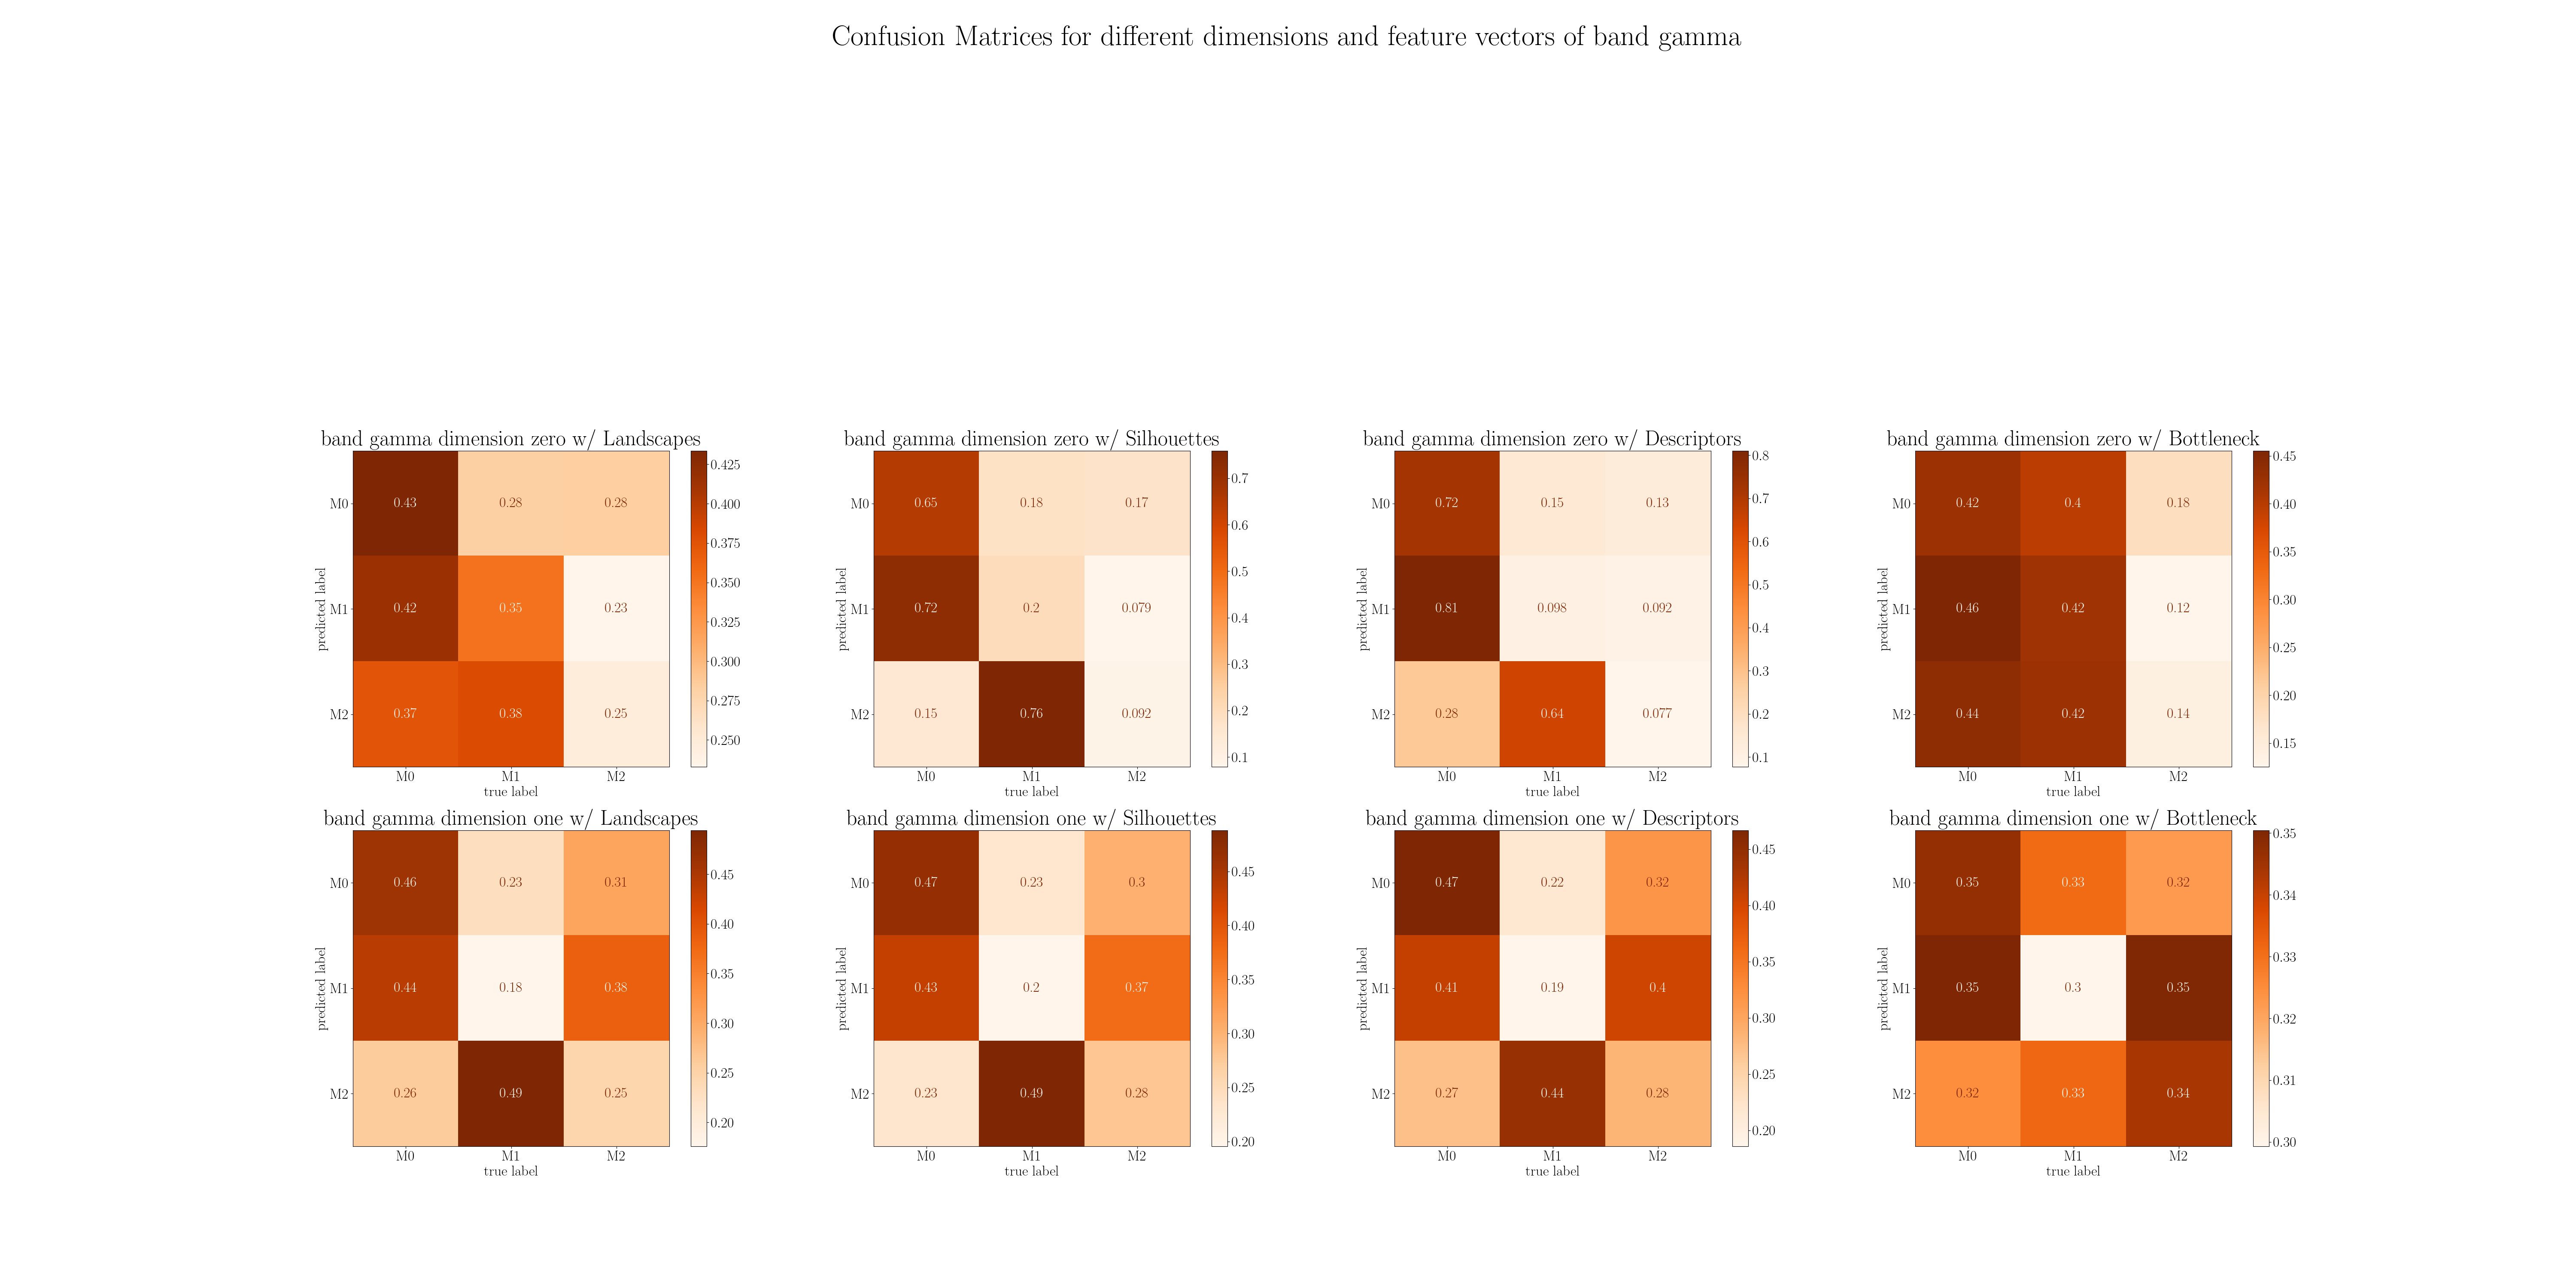 Confusion Matrices for different dimensions and feature vectors of band gamma
band gamma dimension zero w/ Landscapes
predicted label
M0 0.43 0.28 0.28
M1 0.42 0.35 0.23
M2 0.37 0.38 0.25
M0 M1 M2
true label
0.425
0.400
0.375
0.350
0.325
0.300
0.275
0.250
band gamma dimension zero w/ Silhouettes
predicted label
M0 0.65 0.18 0.17
M1 0.72 0.2 0.079
M2 0.15 0.76 0.092
M0 M1 M2
true label
0.7
0.6
0.5
0.4
0.3
0.2
0.1
band gamma dimension zero w/ Descriptors
predicted label
M0 0.72 0.15 0.13
M1 0.81 0.098 0.092
M2 0.28 0.64 0.077
M0 M1 M2
true label
0.8
0.7
0.6
0.5
0.4
0.3
0.2
0.1
band gamma dimension zero w/ Bottleneck
predicted label
M0 0.42 0.4 0.18
M1 0.46 0.42 0.12
M2 0.44 0.42 0.14
M0 M1 M2
true label
0.45
0.40
0.35
0.30
0.25
0.20
0.15
band gamma dimension one w/ Landscapes
predicted label
M0 0.46 0.23 0.31
M1 0.44 0.18 0.38
M2 0.26 0.49 0.25
M0 M1 M2
true label
0.45
0.40
0.35
0.30
0.25
0.20
band gamma dimension one w/ Silhouettes
predicted label
M0 0.47 0.23 0.3
M1 0.43 0.2 0.37
M2 0.23 0.49 0.28
M0 M1 M2
true label
0.45
0.40
0.35
0.30
0.25
0.20
band gamma dimension one w/ Descriptors
predicted label
M0 0.47 0.22 0.32
M1 0.41 0.19 0.4
M2 0.27 0.44 0.28
M0 M1 M2
true label
0.45
0.40
0.35
0.30
0.25
0.20
band gamma dimension one w/ Bottleneck
predicted label
M0 0.35 0.33 0.32
M1 0.35 0.3 0.35
M2 0.32 0.33 0.34
M0 M1 M2
true label
0.35
0.34
0.33
0.32
0.31
0.30